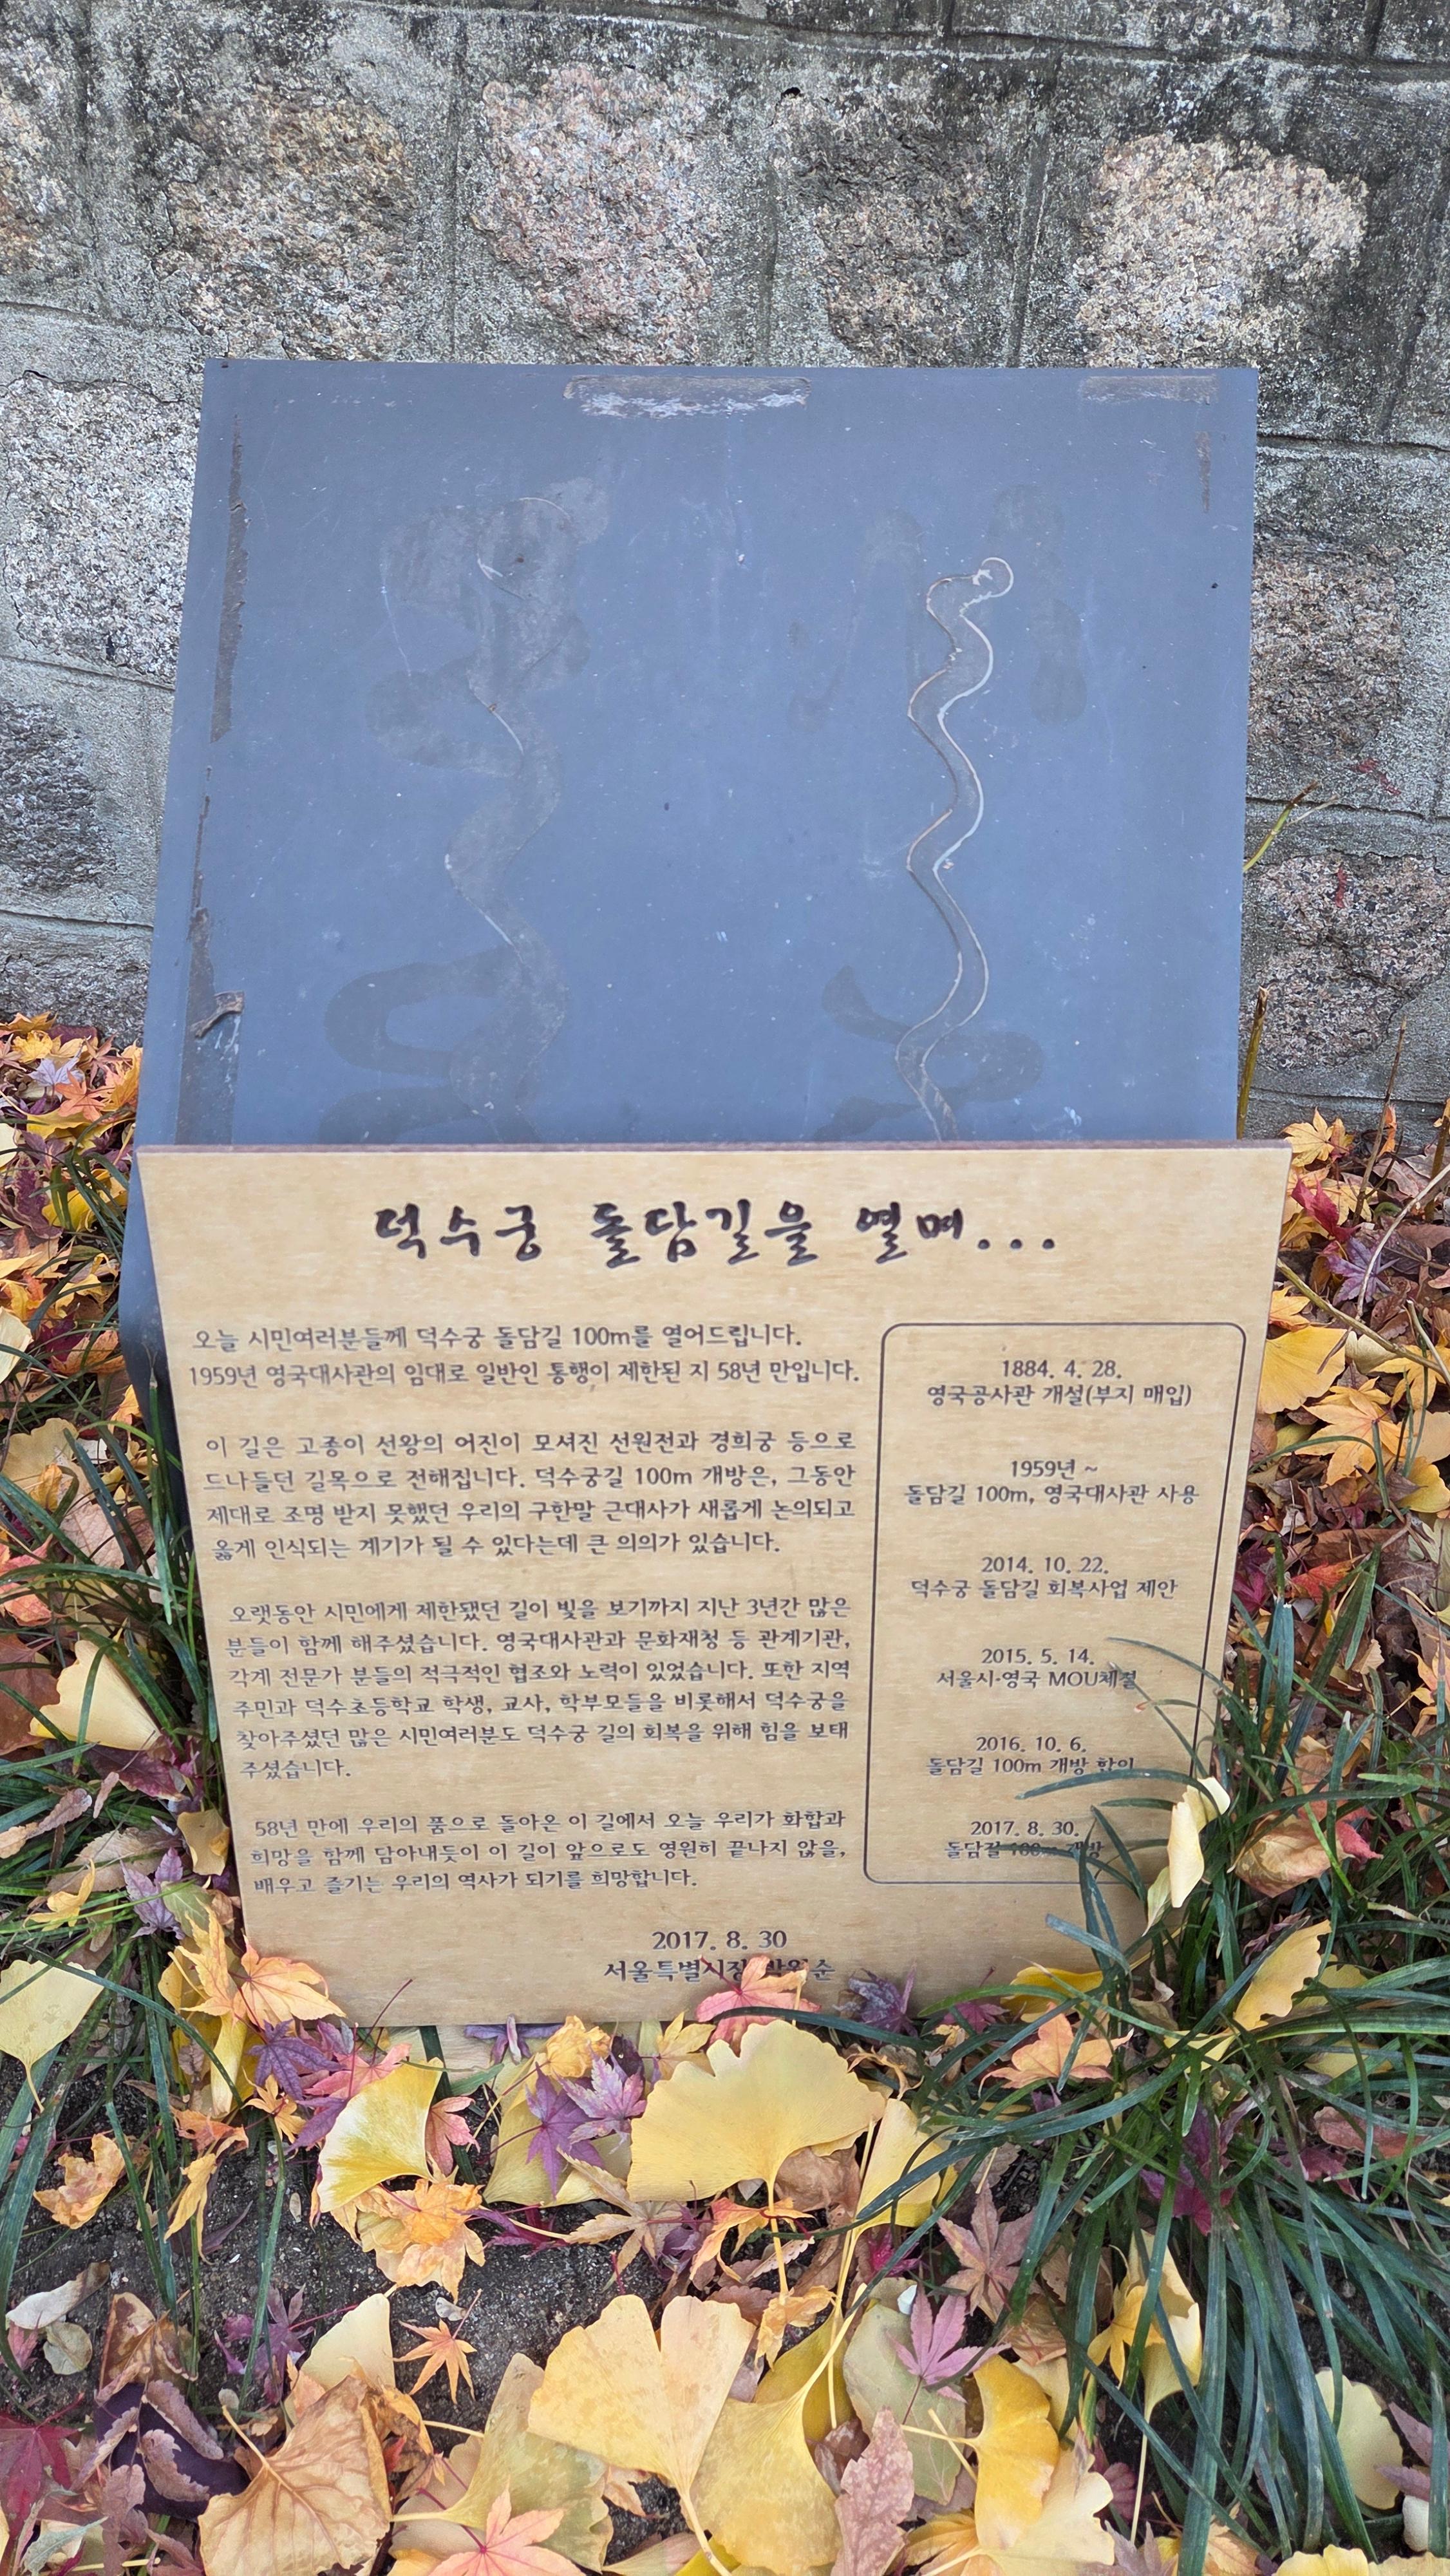 덕수궁 돌담길을 열며...
오늘 시민여러분들께 덕수궁 돌담길 100m를 열어드립니다.
1959년 영국대사관의 임대로 일반인 통행이 제한된 지 58년 만입니다.
이 길은 고종이 선왕의 어진이 모셔진 선원전과 경희궁 등으로
드나들던 길목으로 전해집니다. 덕수궁길 100m 개방은, 그동안
제대로 조명 받지 못했던 우리의 구한말 근대사가 새롭게 논의되고
옳게 인식되는 계기가 될 수 있다는데 큰 의의가 있습니다.
오랫동안 시민에게 제한됐던 길이 빛을 보기까지 지난 3년간 많은
분들이 함께 해주셨습니다. 영국대사관과 문화재청 등 관계기관,
각계 전문가 분들의 적극적인 협조와 노력이 있었습니다. 또한 지역
주민과 덕수초등학교 학생, 교사, 학부모들을 비롯해서 덕수궁을
찾아주셨던 많은 시민여러분도 덕수궁 길의 회복을 위해 힘을 보태
주셨습니다.
58년 만에 우리의 품으로 돌아온 이 길에서 오늘 우리가 화합과
희망을 함께 담아내듯이 이 길이 앞으로도 영원히 끝나지 않을,
배우고 즐기는 우리의 역사가 되기를 희망합니다.
2017. 8. 30
서울특별시장 박원순
1884. 4. 28.
영국공사관 개설(부지 매입)
1959년 ~
돌담길 100m, 영국대사관 사용
2014. 10. 22.
덕수궁 돌담길 회복사업 제안
2015. 5. 14.
서울시·영국 MOU체결
2016. 10. 6.
돌담길 100m 개방 합의
2017. 8. 30.
돌담길 100m 개방